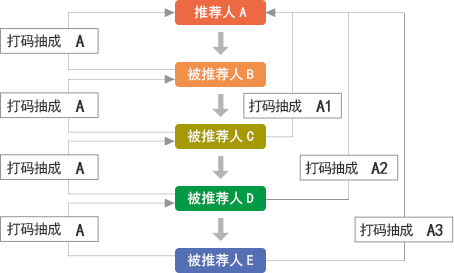 推荐人 A
打码抽成 A
被推荐人 B
打码抽成 A
打码抽成 A1
被推荐人 C
打码抽成 A
打码抽成 A2
被推荐人 D
打码抽成 A
打码抽成 A3
被推荐人 E